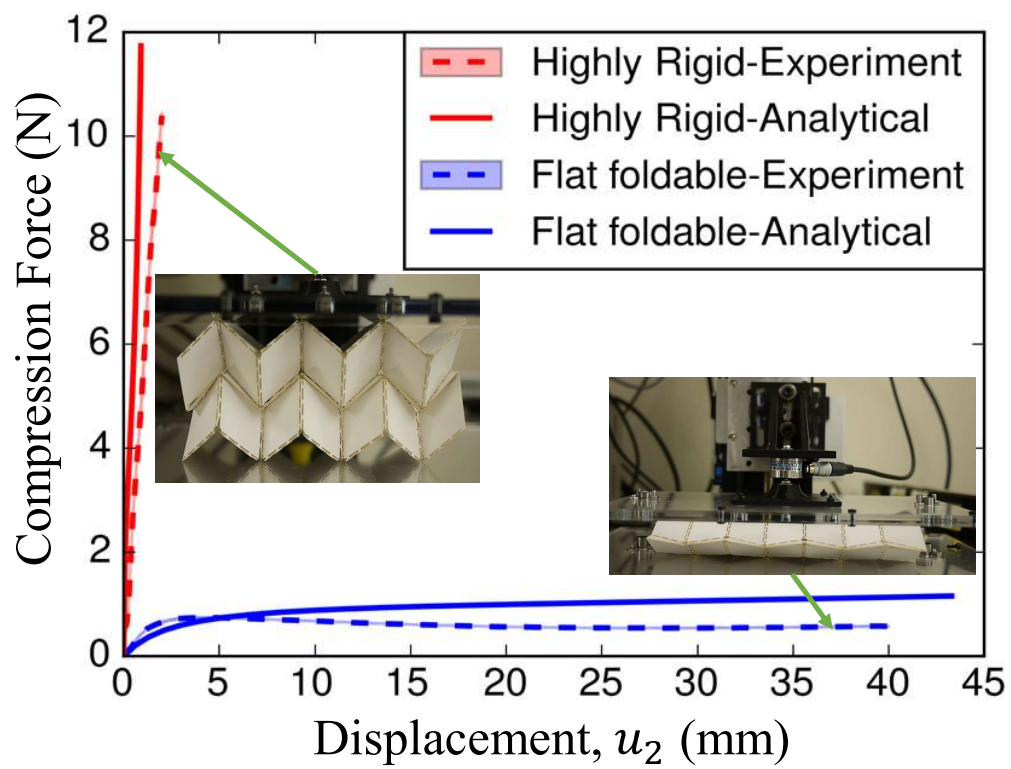 12
10
8
6
4
2
0
0 5 10 15 20 25 30 35 40 45
Compression Force (N)
Displacement, u₂ (mm)
Highly Rigid-Experiment
Highly Rigid-Analytical
Flat foldable-Experiment
Flat foldable-Analytical